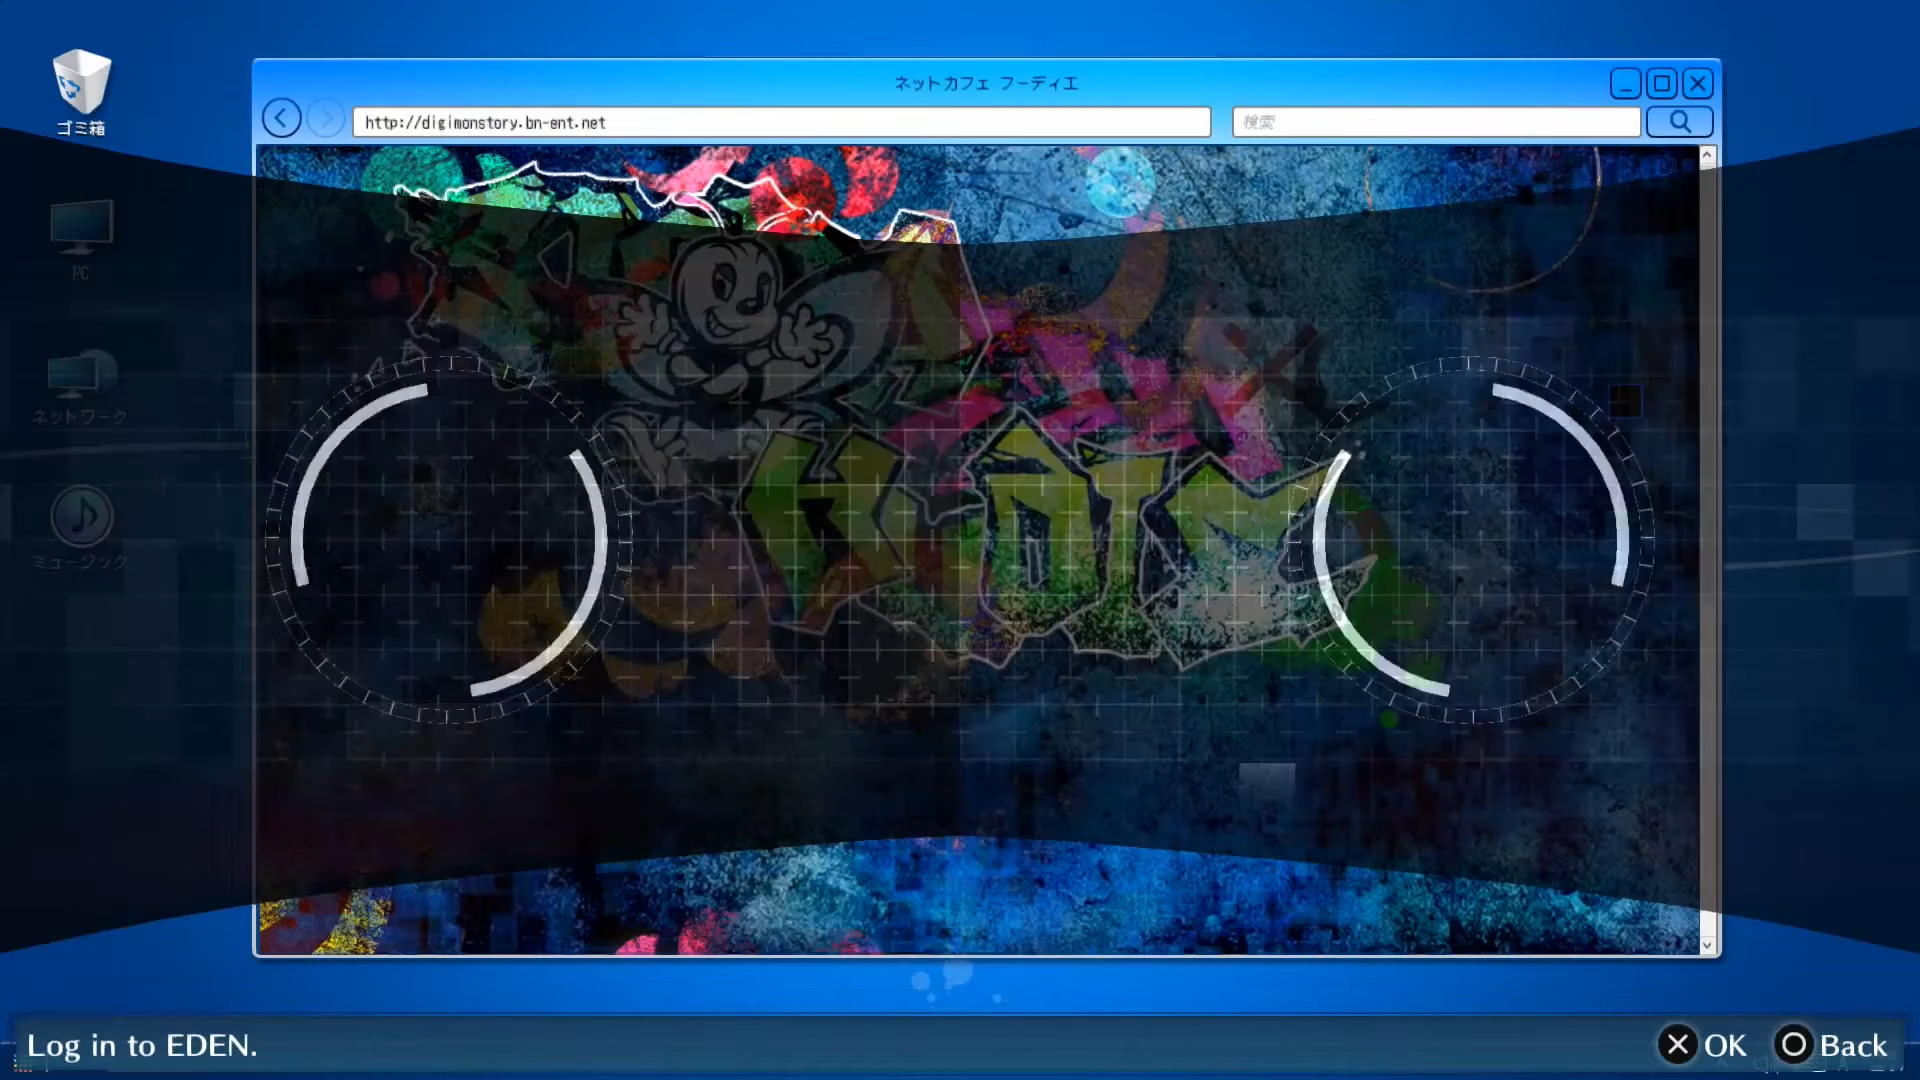 ゴミ箱
ネットカフェ フーディエ
http://digimonstory.bn-ent.net
検索
PC
ネットワーク
ミュージック
Log in to EDEN.
OK
Back